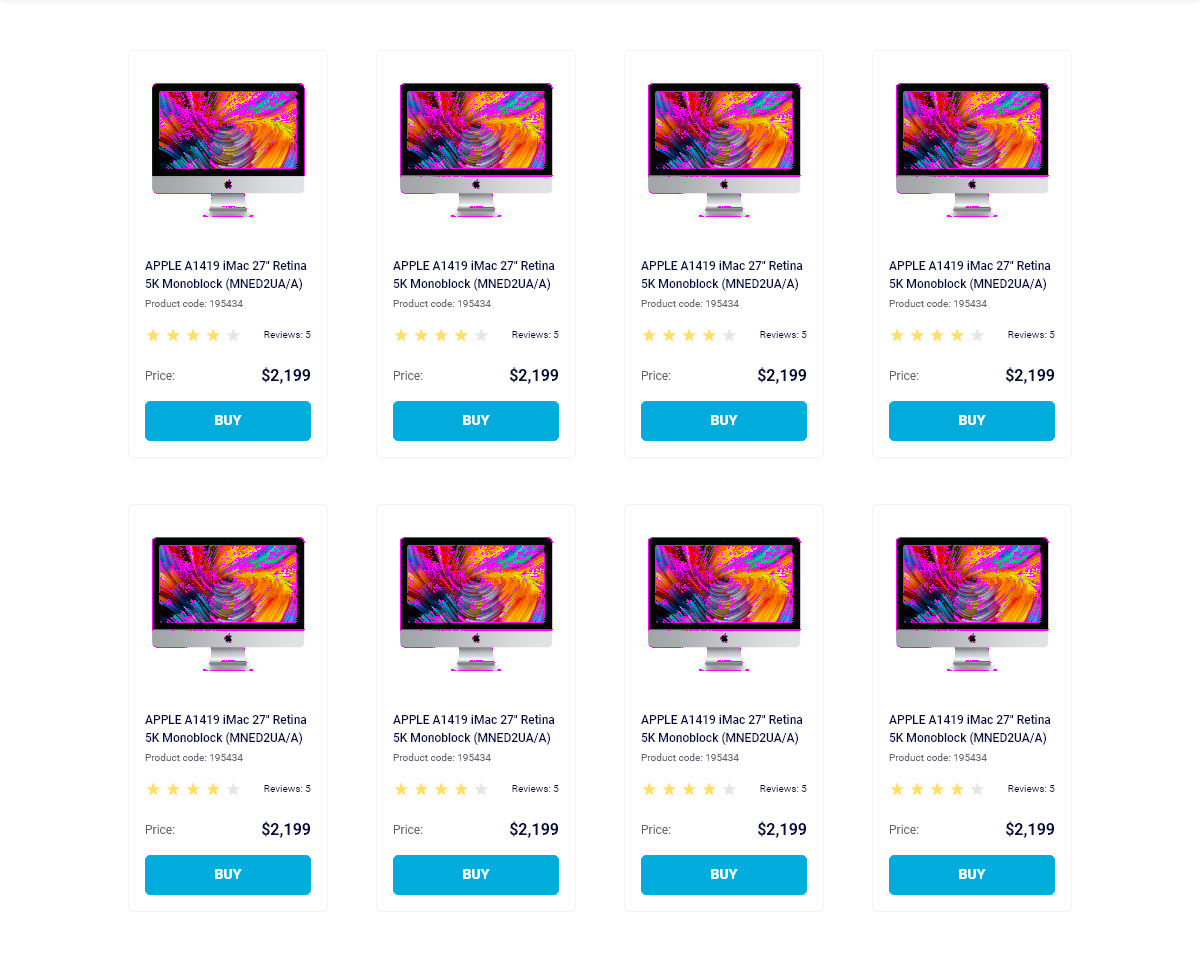 APPLE A1419 iMac 27" Retina
5K Monoblock (MNED2UA/A)
Product code: 195434
Reviews: 5
Price: $2,199
BUY
APPLE A1419 iMac 27" Retina
5K Monoblock (MNED2UA/A)
Product code: 195434
Reviews: 5
Price: $2,199
BUY
APPLE A1419 iMac 27" Retina
5K Monoblock (MNED2UA/A)
Product code: 195434
Reviews: 5
Price: $2,199
BUY
APPLE A1419 iMac 27" Retina
5K Monoblock (MNED2UA/A)
Product code: 195434
Reviews: 5
Price: $2,199
BUY
APPLE A1419 iMac 27" Retina
5K Monoblock (MNED2UA/A)
Product code: 195434
Reviews: 5
Price: $2,199
BUY
APPLE A1419 iMac 27" Retina
5K Monoblock (MNED2UA/A)
Product code: 195434
Reviews: 5
Price: $2,199
BUY
APPLE A1419 iMac 27" Retina
5K Monoblock (MNED2UA/A)
Product code: 195434
Reviews: 5
Price: $2,199
BUY
APPLE A1419 iMac 27" Retina
5K Monoblock (MNED2UA/A)
Product code: 195434
Reviews: 5
Price: $2,199
BUY